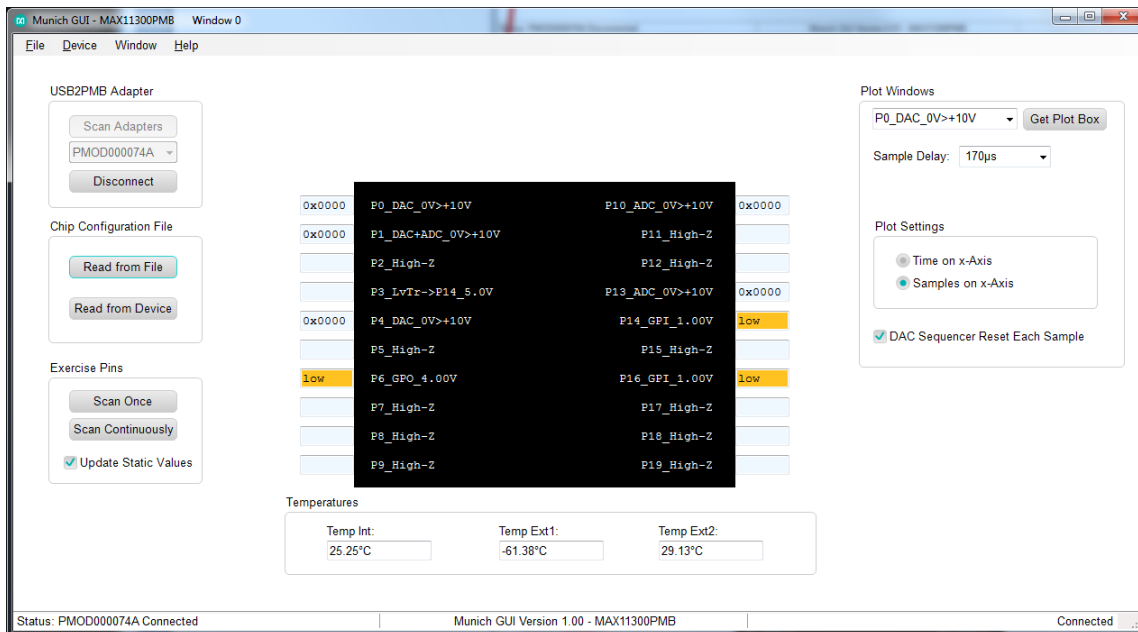 Munich GUI - MAX11300PMB Window 0
File Device Window Help
USB2PMB Adapter
Scan Adapters
PMOD000074A
Disconnect
Chip Configuration File
Read from File
Read from Device
Exercise Pins
Scan Once
Scan Continuously
Update Static Values
0x0000 P0_DAC_0V>+10V P10_ADC_0V>+10V 0x0000
0x0000 P1_DAC+ADC_0V>+10V P11_High-Z
P2_High-Z P12_High-Z
P3_LvTr->P14_5.0V P13_ADC_0V>+10V 0x0000
0x0000 P4_DAC_0V>+10V P14_GPI_1.00V low
P5_High-Z P15_High-Z
low P6_GPO_4.00V P16_GPI_1.00V low
P7_High-Z P17_High-Z
P8_High-Z P18_High-Z
P9_High-Z P19_High-Z
Temperatures
Temp Int: Temp Ext1: Temp Ext2:
25.25°C -61.38°C 29.13°C
Plot Windows
P0_DAC_0V>+10V Get Plot Box
Sample Delay: 170µs
Plot Settings
Time on x-Axis
Samples on x-Axis
DAC Sequencer Reset Each Sample
Status: PMOD000074A Connected Munich GUI Version 1.00 - MAX11300PMB Connected